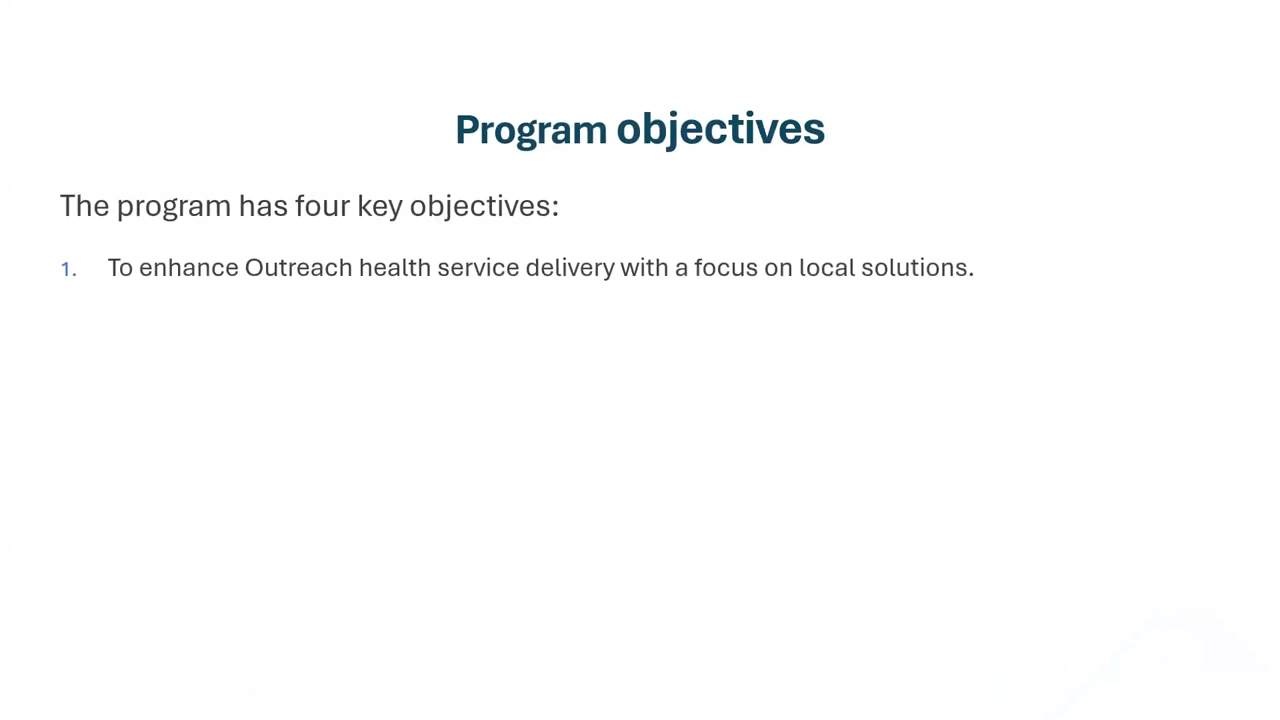 Program objectives
The program has four key objectives:
1. To enhance Outreach health service delivery with a focus on local solutions.